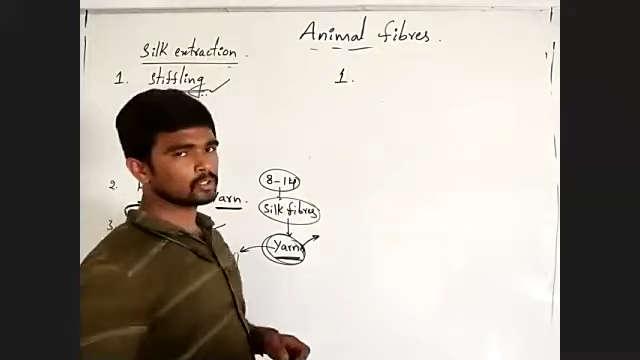 Animal fibres.
Silk extraction.
1. Stiffling
1.
8-14
2. yarn.
Silk fibres
3.
Yarn